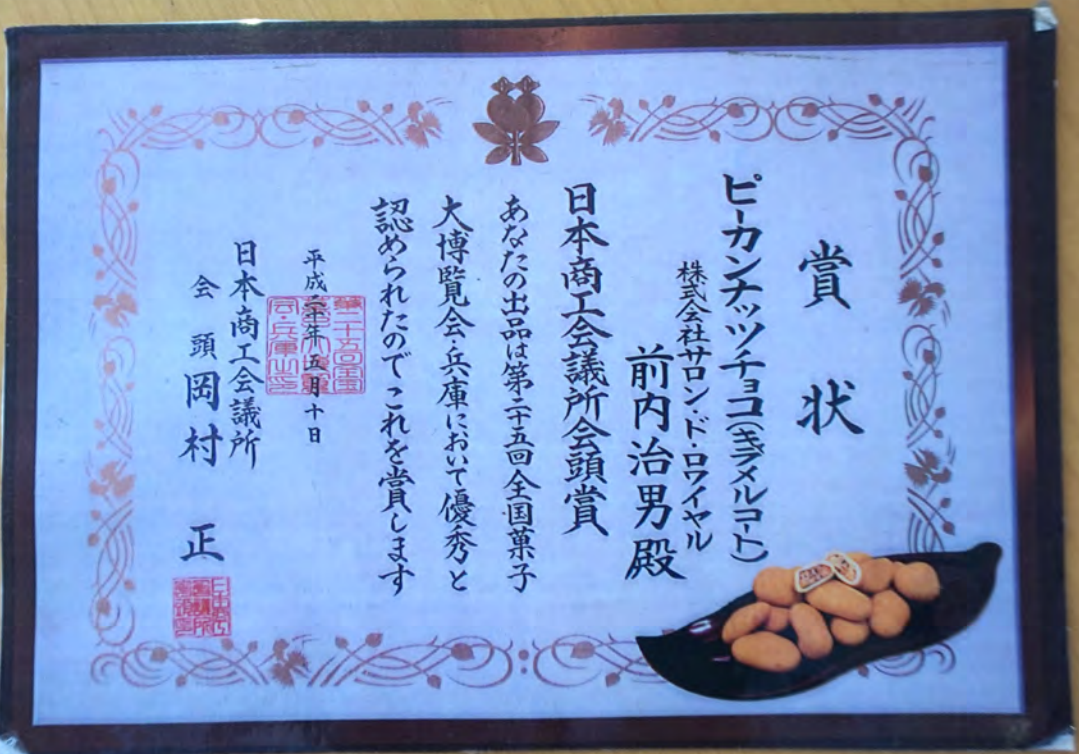 賞状
ピーカンナッツチョコ(キャラメルコート)
株式会社サロン・ド・ロワイヤル
前内治男殿
日本商工会議所会頭賞
あなたの出品は第二十五回全国菓子
大博覧会・兵庫において優秀と
認められたのでこれを賞します
平成二十年五月十日
日本商工会議所
会頭岡村 正